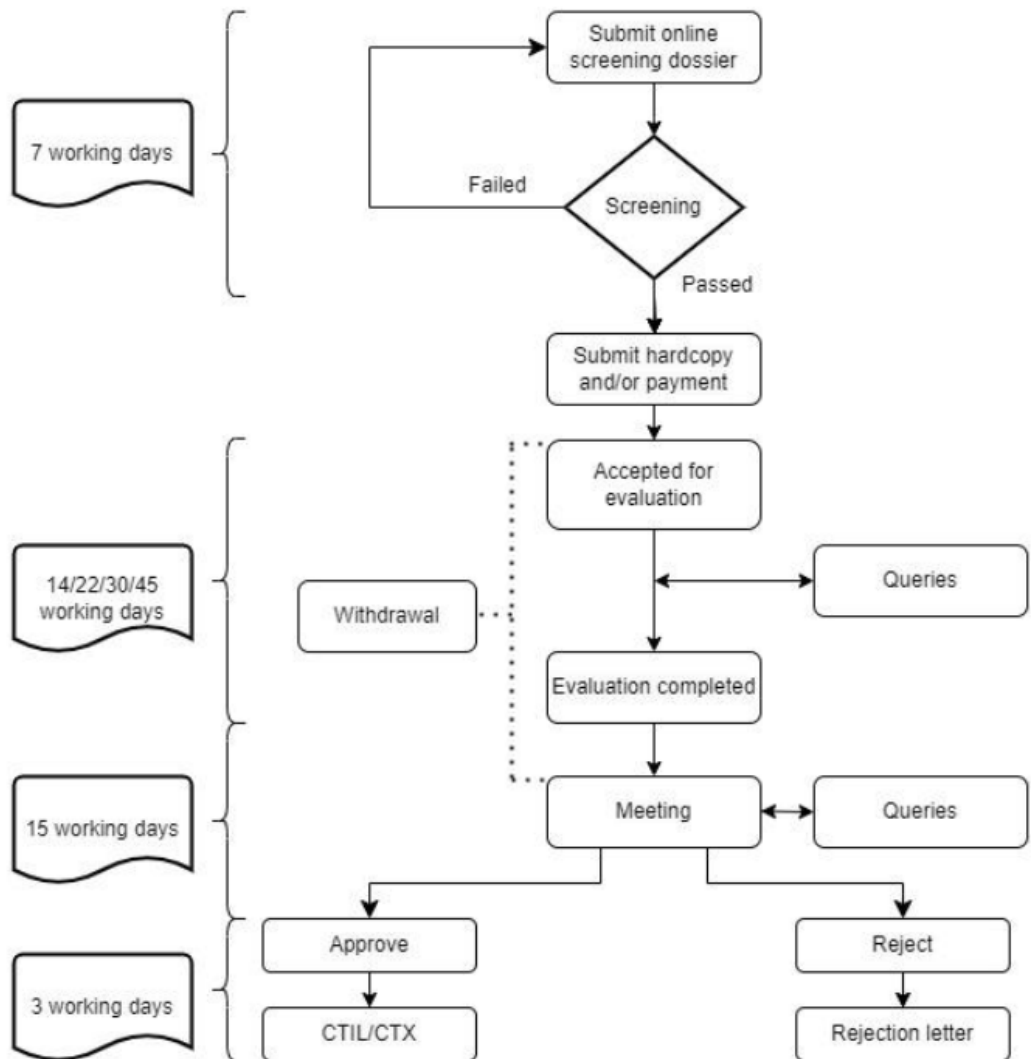 Submit online
screening dossier
7 working days
Failed
Screening
Passed
Submit hardcopy
and/or payment
Accepted for
evaluation
14/22/30/45
working days
Withdrawal
Queries
Evaluation completed
15 working days
Meeting
Queries
Approve
Reject
3 working days
CTIL/CTX
Rejection letter